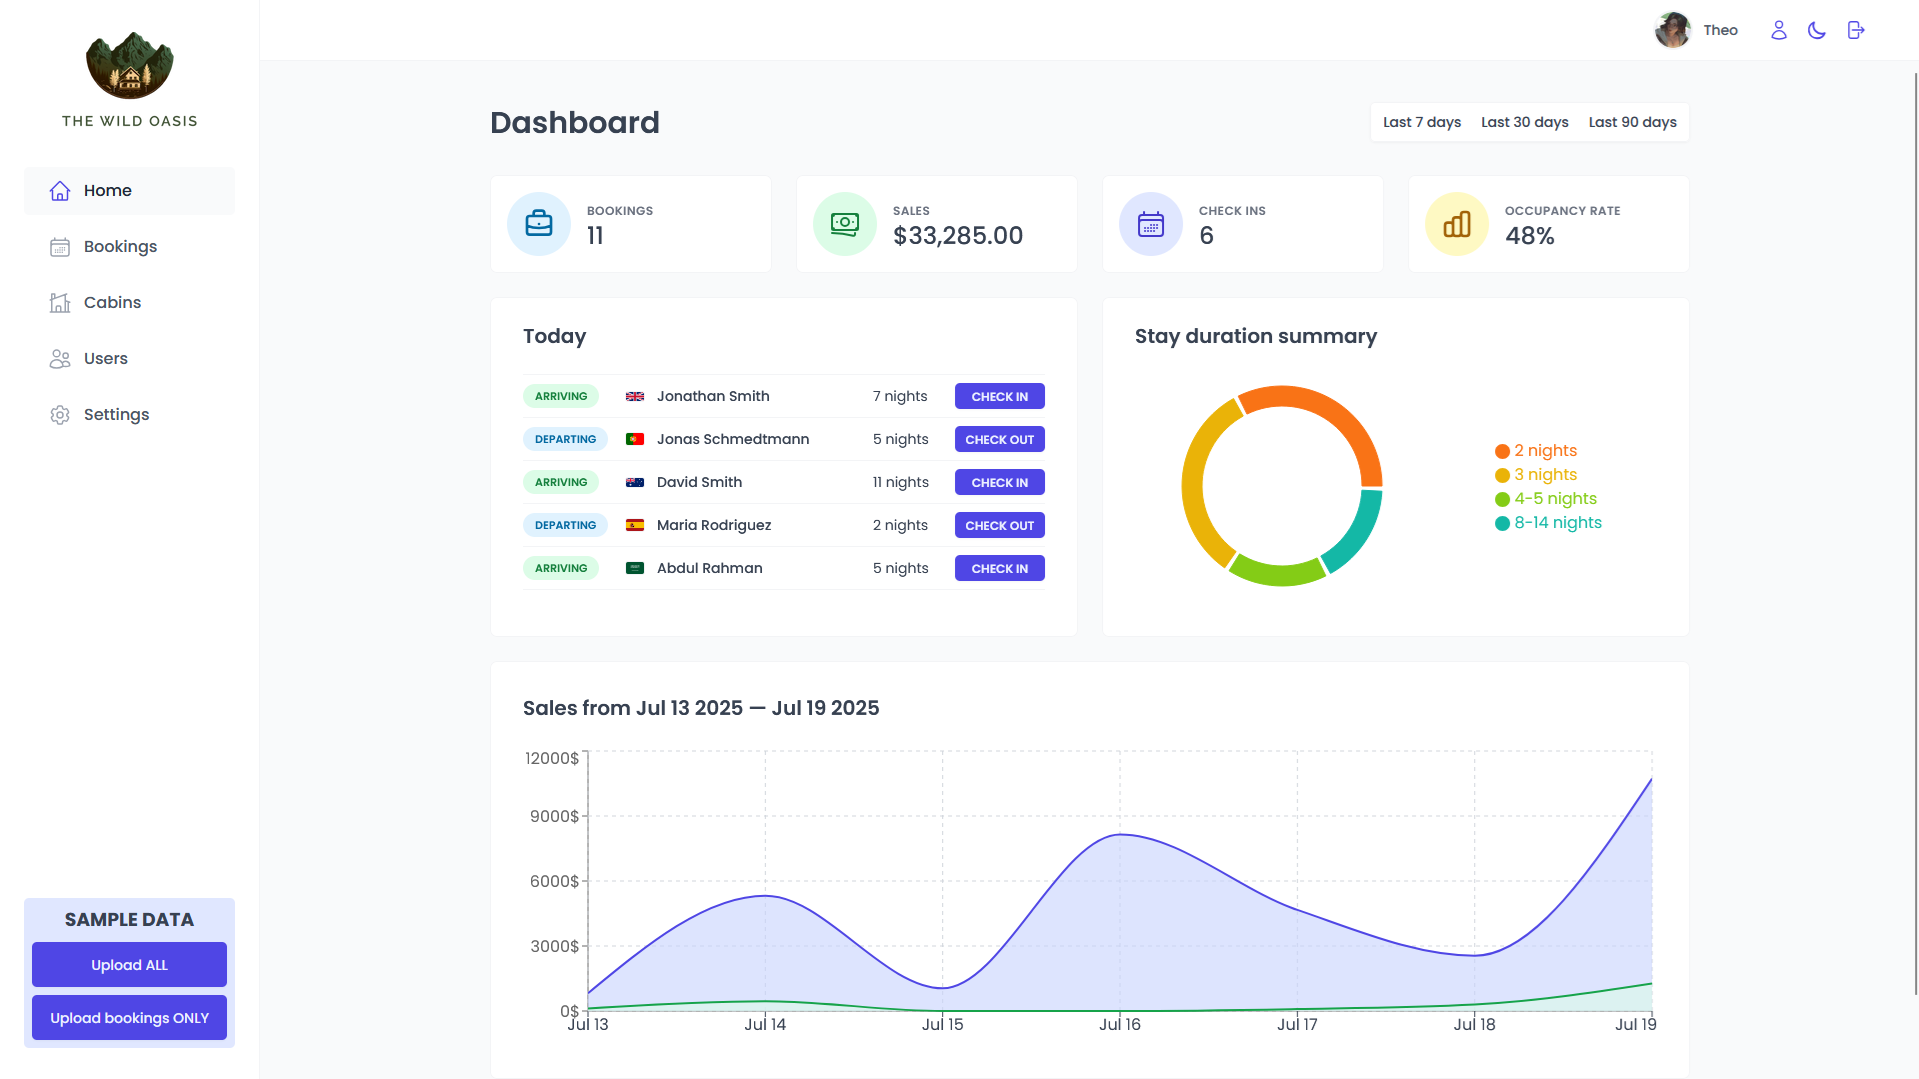 THE WILD OASIS
Home
Bookings
Cabins
Users
Settings
SAMPLE DATA
Upload ALL
Upload bookings ONLY
Theo
Dashboard
Last 7 days Last 30 days Last 90 days
BOOKINGS
11
SALES
$33,285.00
CHECK INS
6
OCCUPANCY RATE
48%
Today
ARRIVING Jonathan Smith 7 nights CHECK IN
DEPARTING Jonas Schmedtmann 5 nights CHECK OUT
ARRIVING David Smith 11 nights CHECK IN
DEPARTING Maria Rodriguez 2 nights CHECK OUT
ARRIVING Abdul Rahman 5 nights CHECK IN
Stay duration summary
2 nights
3 nights
4-5 nights
8-14 nights
Sales from Jul 13 2025 — Jul 19 2025
12000$
9000$
6000$
3000$
0$
Jul 13 Jul 14 Jul 15 Jul 16 Jul 17 Jul 18 Jul 19